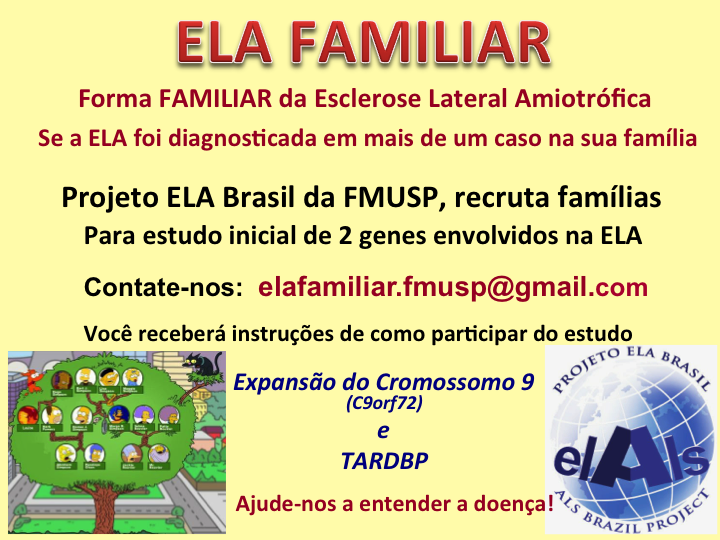 ELA FAMILIAR
Forma FAMILIAR da Esclerose Lateral Amiotrófica
Se a ELA foi diagnosticada em mais de um caso na sua família
Projeto ELA Brasil da FMUSP, recruta famílias
Para estudo inicial de 2 genes envolvidos na ELA
Contate-nos: elafamiliar.fmusp@gmail.com
Você receberá instruções de como participar do estudo
Expansão do Cromossomo 9
(C9orf72)
e
TARDBP
Ajude-nos a entender a doença!
PROJETO ELA BRASIL
elAls
ALS BRAZIL PROJECT